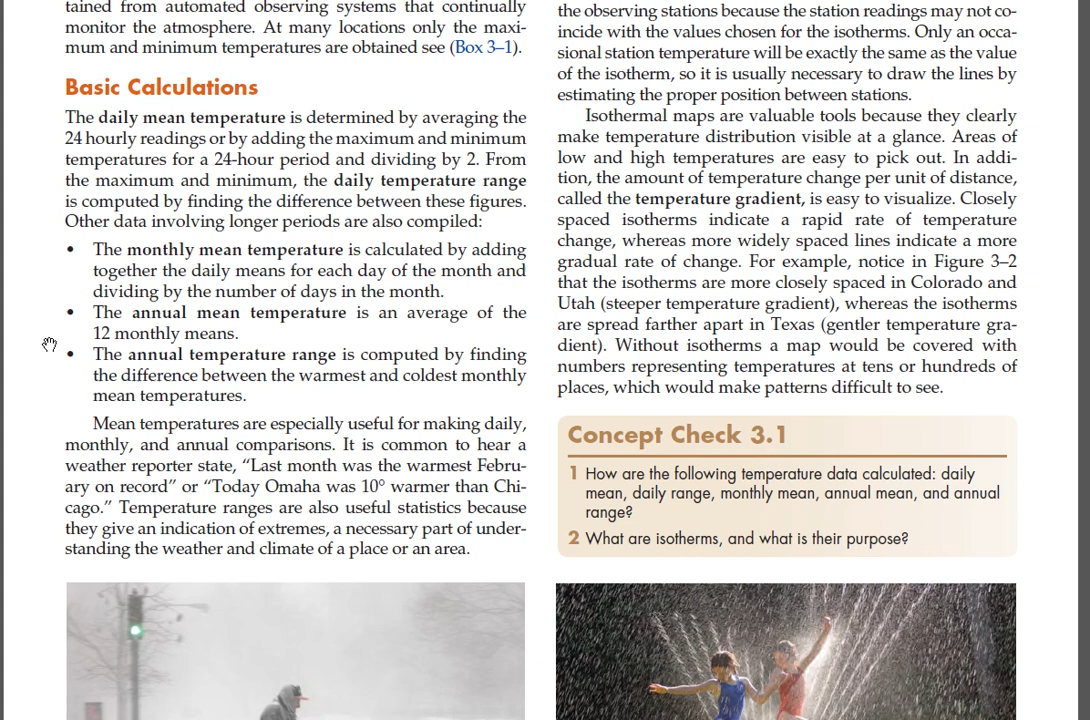 tained from automated observing systems that continually
monitor the atmosphere. At many locations only the maxi-
mum and minimum temperatures are obtained see (Box 3–1).
Basic Calculations
The daily mean temperature is determined by averaging the
24 hourly readings or by adding the maximum and minimum
temperatures for a 24-hour period and dividing by 2. From
the maximum and minimum, the daily temperature range
is computed by finding the difference between these figures.
Other data involving longer periods are also compiled:
• The monthly mean temperature is calculated by adding
together the daily means for each day of the month and
dividing by the number of days in the month.
• The annual mean temperature is an average of the
12 monthly means.
• The annual temperature range is computed by finding
the difference between the warmest and coldest monthly
mean temperatures.
Mean temperatures are especially useful for making daily,
monthly, and annual comparisons. It is common to hear a
weather reporter state, “Last month was the warmest Febru-
ary on record” or “Today Omaha was 10° warmer than Chi-
cago.” Temperature ranges are also useful statistics because
they give an indication of extremes, a necessary part of under-
standing the weather and climate of a place or an area.
the observing stations because the station readings may not co-
incide with the values chosen for the isotherms. Only an occa-
sional station temperature will be exactly the same as the value
of the isotherm, so it is usually necessary to draw the lines by
estimating the proper position between stations.
Isothermal maps are valuable tools because they clearly
make temperature distribution visible at a glance. Areas of
low and high temperatures are easy to pick out. In addi-
tion, the amount of temperature change per unit of distance,
called the temperature gradient, is easy to visualize. Closely
spaced isotherms indicate a rapid rate of temperature
change, whereas more widely spaced lines indicate a more
gradual rate of change. For example, notice in Figure 3–2
that the isotherms are more closely spaced in Colorado and
Utah (steeper temperature gradient), whereas the isotherms
are spread farther apart in Texas (gentler temperature gra-
dient). Without isotherms a map would be covered with
numbers representing temperatures at tens or hundreds of
places, which would make patterns difficult to see.
Concept Check 3.1
1 How are the following temperature data calculated: daily
mean, daily range, monthly mean, annual mean, and annual
range?
2 What are isotherms, and what is their purpose?